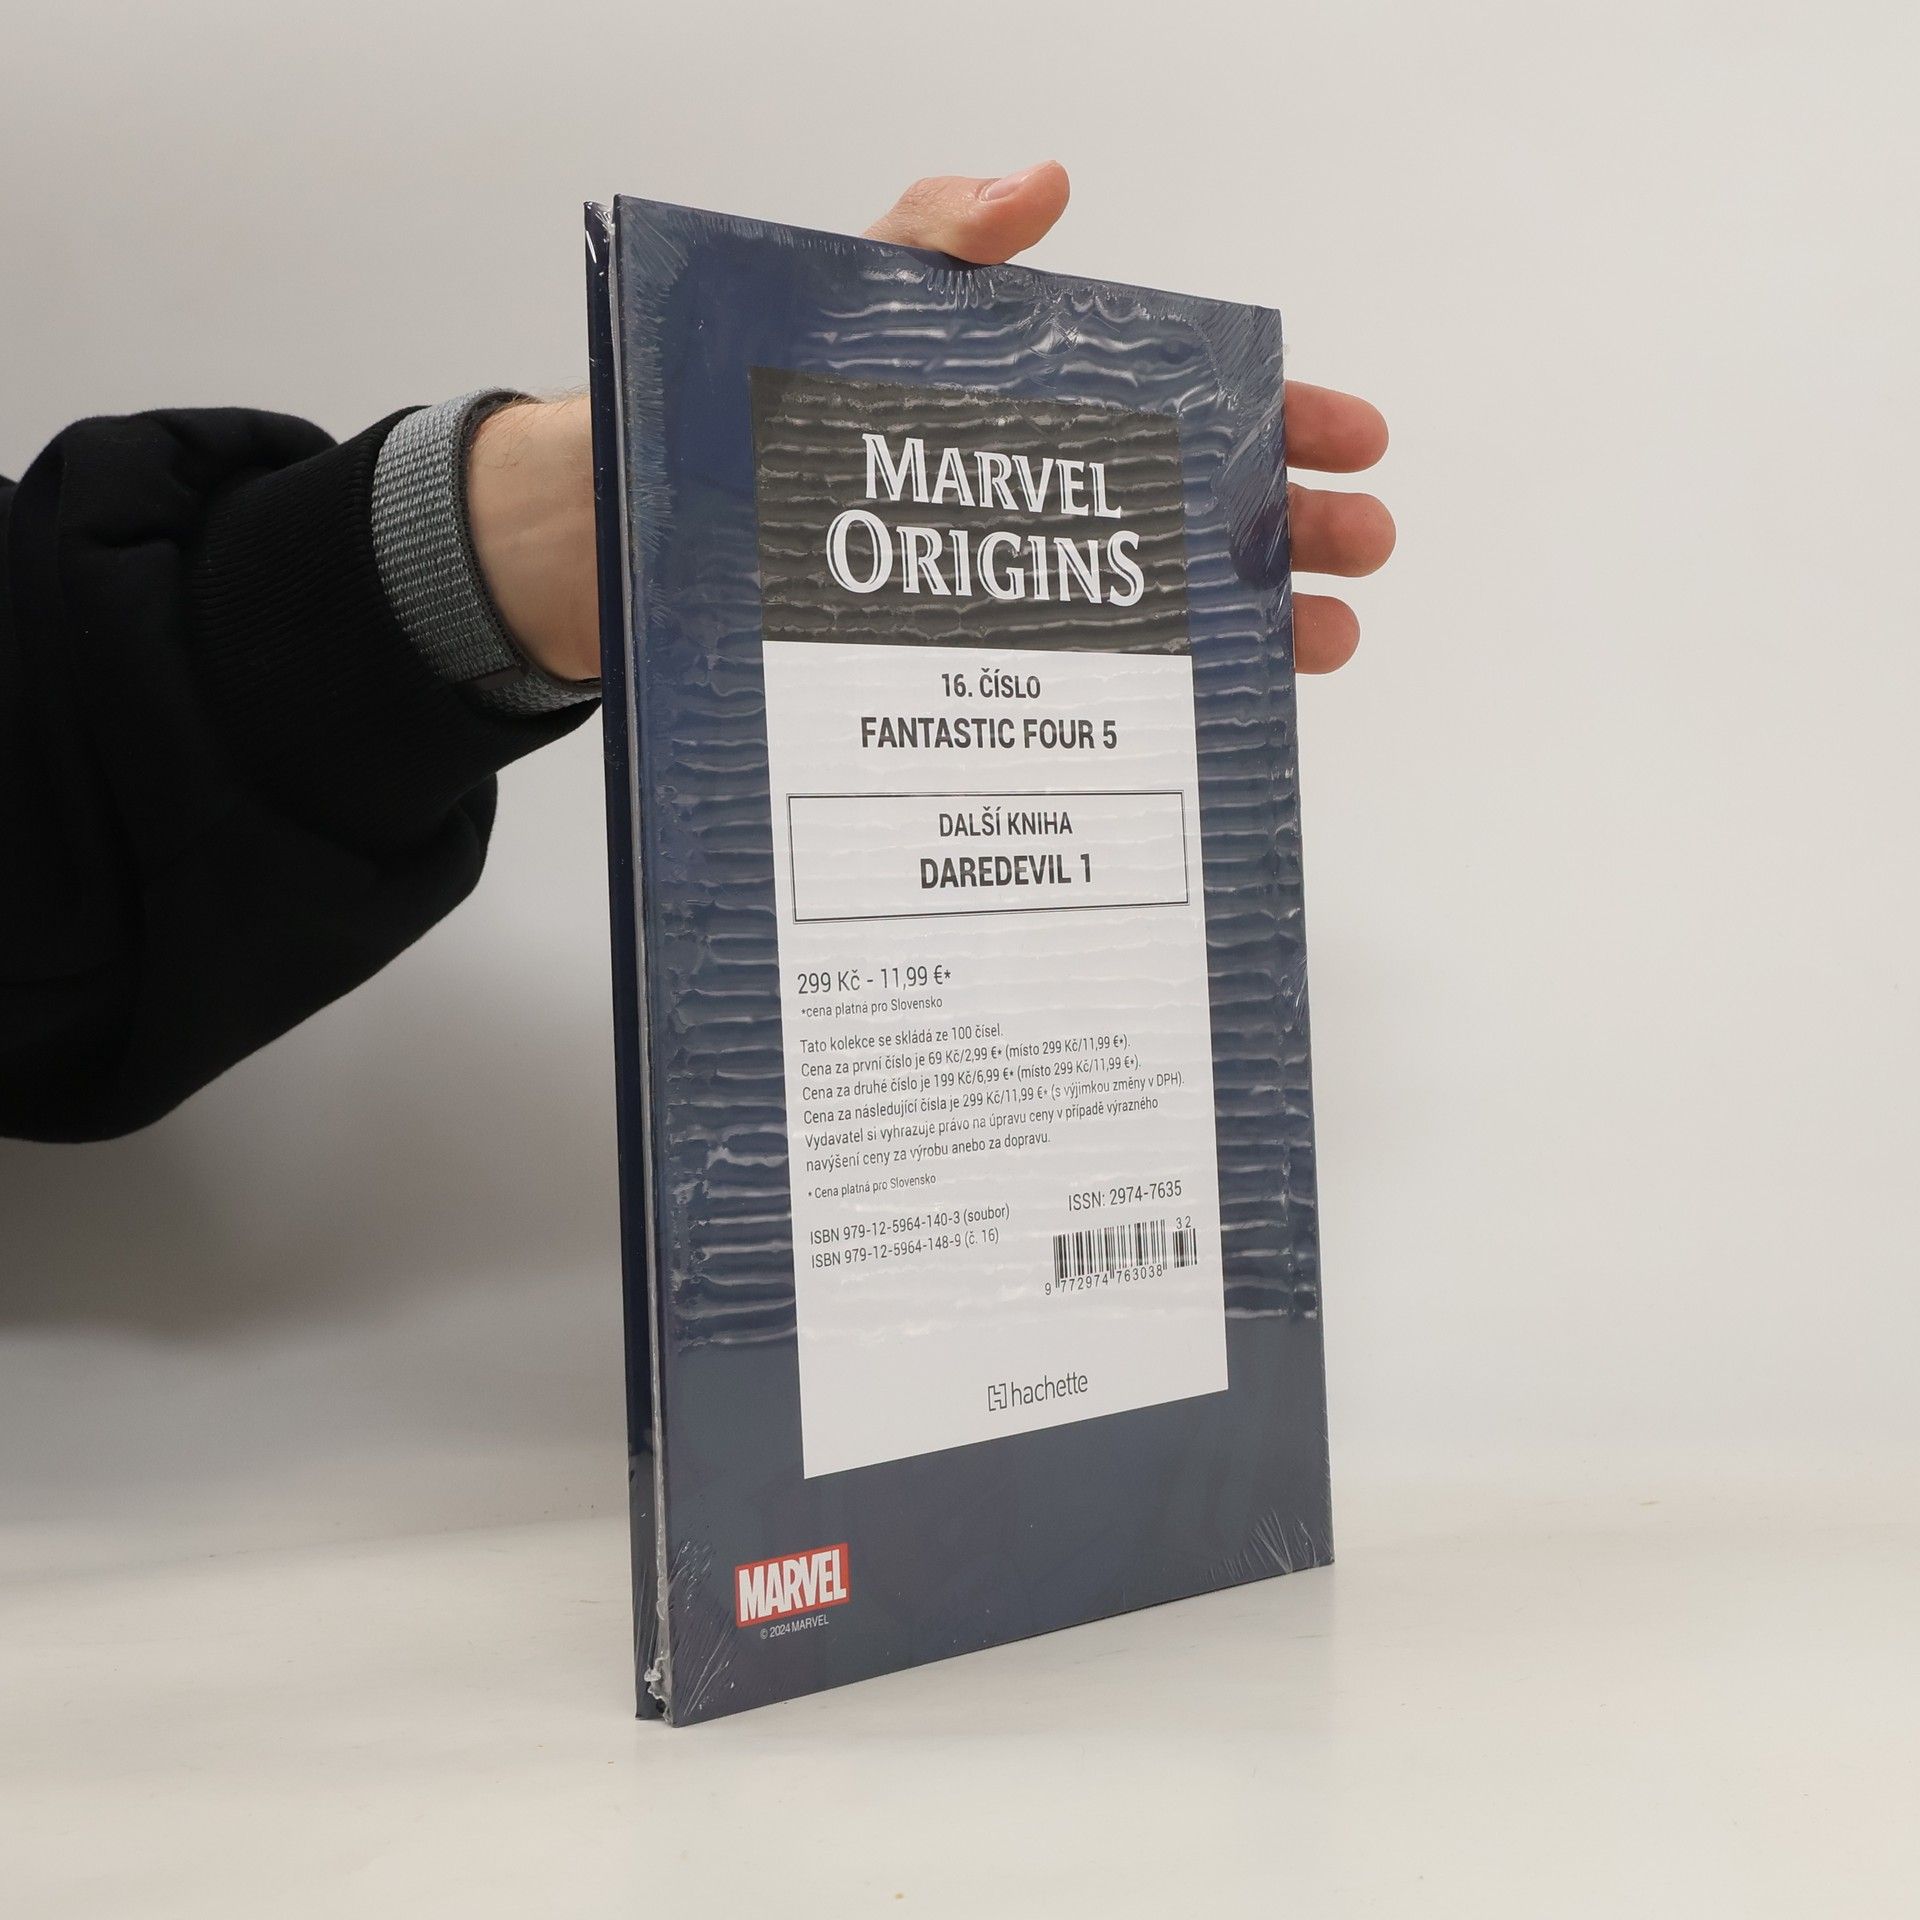 MARVEL
ORIGINS
16. ČÍSLO
FANTASTIC FOUR 5
DALŠÍ KNIHA
DAREDEVIL 1
299 Kč - 11,99 €*
*cena platná pro Slovensko
Tato kolekce se skládá ze 100 čísel.
Cena za první číslo je 69 Kč/2,99 €* (místo 299 Kč/11,99 €*).
Cena za druhé číslo je 199 Kč/6,99 €* (místo 299 Kč/11,99 €*).
Cena za následující čísla je 299 Kč/11,99 €* (s výjimkou změny v DPH).
Vydavatel si vyhrazuje právo na úpravu ceny v případě výrazného
navýšení ceny za výrobu anebo za dopravu.
* Cena platná pro Slovensko
ISSN: 2974-7635
ISBN 979-12-5964-140-3 (soubor)
ISBN 979-12-5964-148-9 (č. 16)
32
9 772974 763038
hachette
MARVEL
© 2024 MARVEL